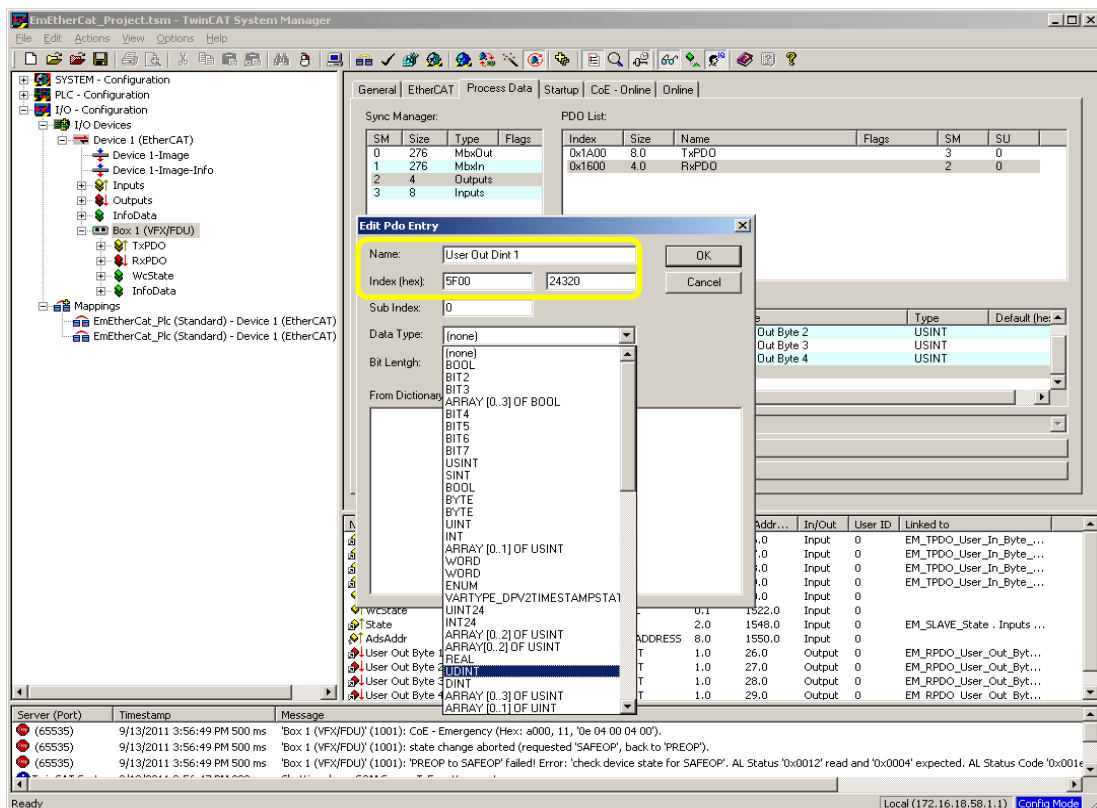 EmEtherCat_Project.tsm - TwinCAT System Manager
File Edit Actions View Options Help
SYSTEM - Configuration
PLC - Configuration
I/O - Configuration
I/O Devices
Device 1 (EtherCAT)
Device 1-Image
Device 1-Image-Info
Inputs
Outputs
InfoData
Box 1 (VFX/FDU)
TxPDO
RxPDO
WcState
InfoData
Mappings
EmEtherCat_Plc (Standard) - Device 1 (EtherCAT)
EmEtherCat_Plc (Standard) - Device 1 (EtherCAT)
General EtherCAT Process Data Startup CoE - Online Online
Sync Manager:
SM Size Type Flags
0 276 MbxOut
1 276 MbxIn
2 4 Outputs
3 8 Inputs
PDO List:
Index Size Name Flags SM SU
0x1A00 8.0 TxPDO 3 0
0x1600 4.0 RxPDO 2 0
Edit Pdo Entry
Name: User Out Dint 1 OK
Index (hex): 5F00 24320 Cancel
Sub Index: 0
Data Type: (none)
Bit Lentgh:
From Dictionary
(none)
BOOL
BIT2
BIT3
ARRAY [0..3] OF BOOL
BIT4
BIT5
BIT6
BIT7
USINT
SINT
BOOL
BYTE
BYTE
UINT
INT
ARRAY [0..1] OF USINT
WORD
WORD
ENUM
VARTYPE_DPV2TIMESTAMPSTAT
UINT24
INT24
ARRAY [0..2] OF USINT
ARRAY[0..2] OF USINT
REAL
UDINT
DINT
ARRAY [0..3] OF USINT
ARRAY [0..1] OF UINT
Type Default (he
Out Byte 2 USINT
Out Byte 3 USINT
Out Byte 4 USINT
Addr... In/Out User ID Linked to
.0 Input 0 EM_TPDO_User_In_Byte_...
.0 Input 0 EM_TPDO_User_In_Byte_...
.0 Input 0 EM_TPDO_User_In_Byte_...
.0 Input 0 EM_TPDO_User_In_Byte_...
.0 Input 0
WcState 0.1 1522.0 Input 0
State 2.0 1548.0 Input 0 EM_SLAVE_State . Inputs ...
AdsAddr ADDRESS 8.0 1550.0 Input 0
User Out Byte 1 T 1.0 26.0 Output 0 EM_RPDO_User_Out_Byt...
User Out Byte 2 T 1.0 27.0 Output 0 EM_RPDO_User_Out_Byt...
User Out Byte 3 T 1.0 28.0 Output 0 EM_RPDO_User_Out_Byt...
User Out Byte 4 T 1.0 29.0 Output 0 EM_RPDO_User_Out_Byt...
Server (Port) Timestamp Message
(65535) 9/13/2011 3:56:49 PM 500 ms 'Box 1 (VFX/FDU)' (1001): CoE - Emergency (Hex: a000, 11, '0e 04 00 04 00').
(65535) 9/13/2011 3:56:49 PM 500 ms 'Box 1 (VFX/FDU)' (1001): state change aborted (requested 'SAFEOP', back to 'PREOP').
(65535) 9/13/2011 3:56:49 PM 500 ms 'Box 1 (VFX/FDU)' (1001): 'PREOP to SAFEOP' failed! Error: 'check device state for SAFEOP'. AL Status '0x0012' read and '0x0004' expected. AL Status Code '0x001e
Ready Local (172.16.18.58.1.1) Config Mode